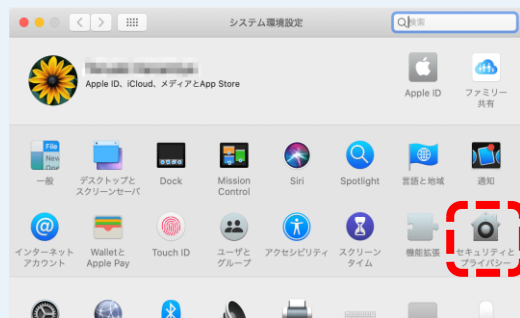 システム環境設定
検索
Apple ID、iCloud、メディアとApp Store
Apple ID
ファミリー
共有
File
New
一般
デスクトップと
スクリーンセーバ
Dock
Mission
Control
Siri
Spotlight
言語と地域
通知
インターネット
アカウント
Walletと
Apple Pay
Touch ID
ユーザと
グループ
アクセシビリティ
スクリーン
タイム
機能拡張
セキュリティと
プライバシー